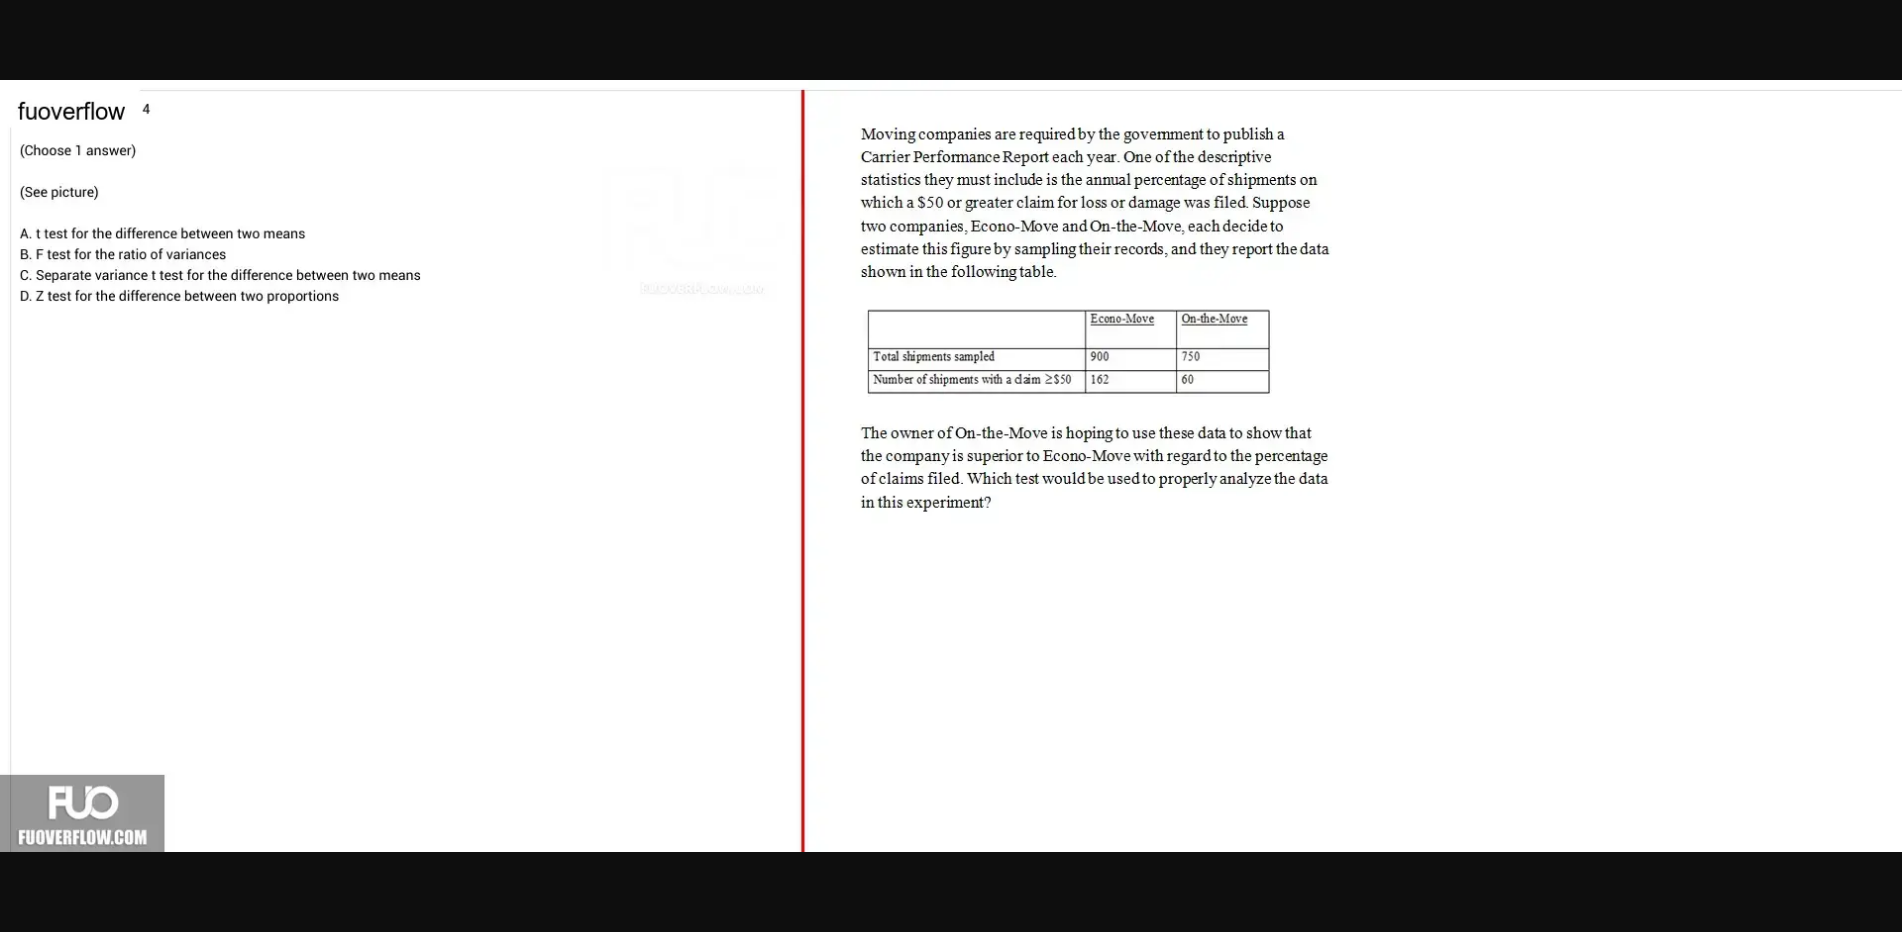 fuoverflow 4
(Choose 1 answer)
(See picture)
A. t test for the difference between two means
B. F test for the ratio of variances
C. Separate variance t test for the difference between two means
D. Z test for the difference between two proportions
FUO
FUOVERFLOW.COM
Moving companies are required by the government to publish a
Carrier Performance Report each year. One of the descriptive
statistics they must include is the annual percentage of shipments on
which a $50 or greater claim for loss or damage was filed. Suppose
two companies, Econo-Move and On-the-Move, each decide to
estimate this figure by sampling their records, and they report the data
shown in the following table.
Econo-Move On-the-Move
Total shipments sampled 900 750
Number of shipments with a claim ≥$50 162 60
The owner of On-the-Move is hoping to use these data to show that
the company is superior to Econo-Move with regard to the percentage
of claims filed. Which test would be used to properly analyze the data
in this experiment?
FUO
FUOVERFLOW.COM